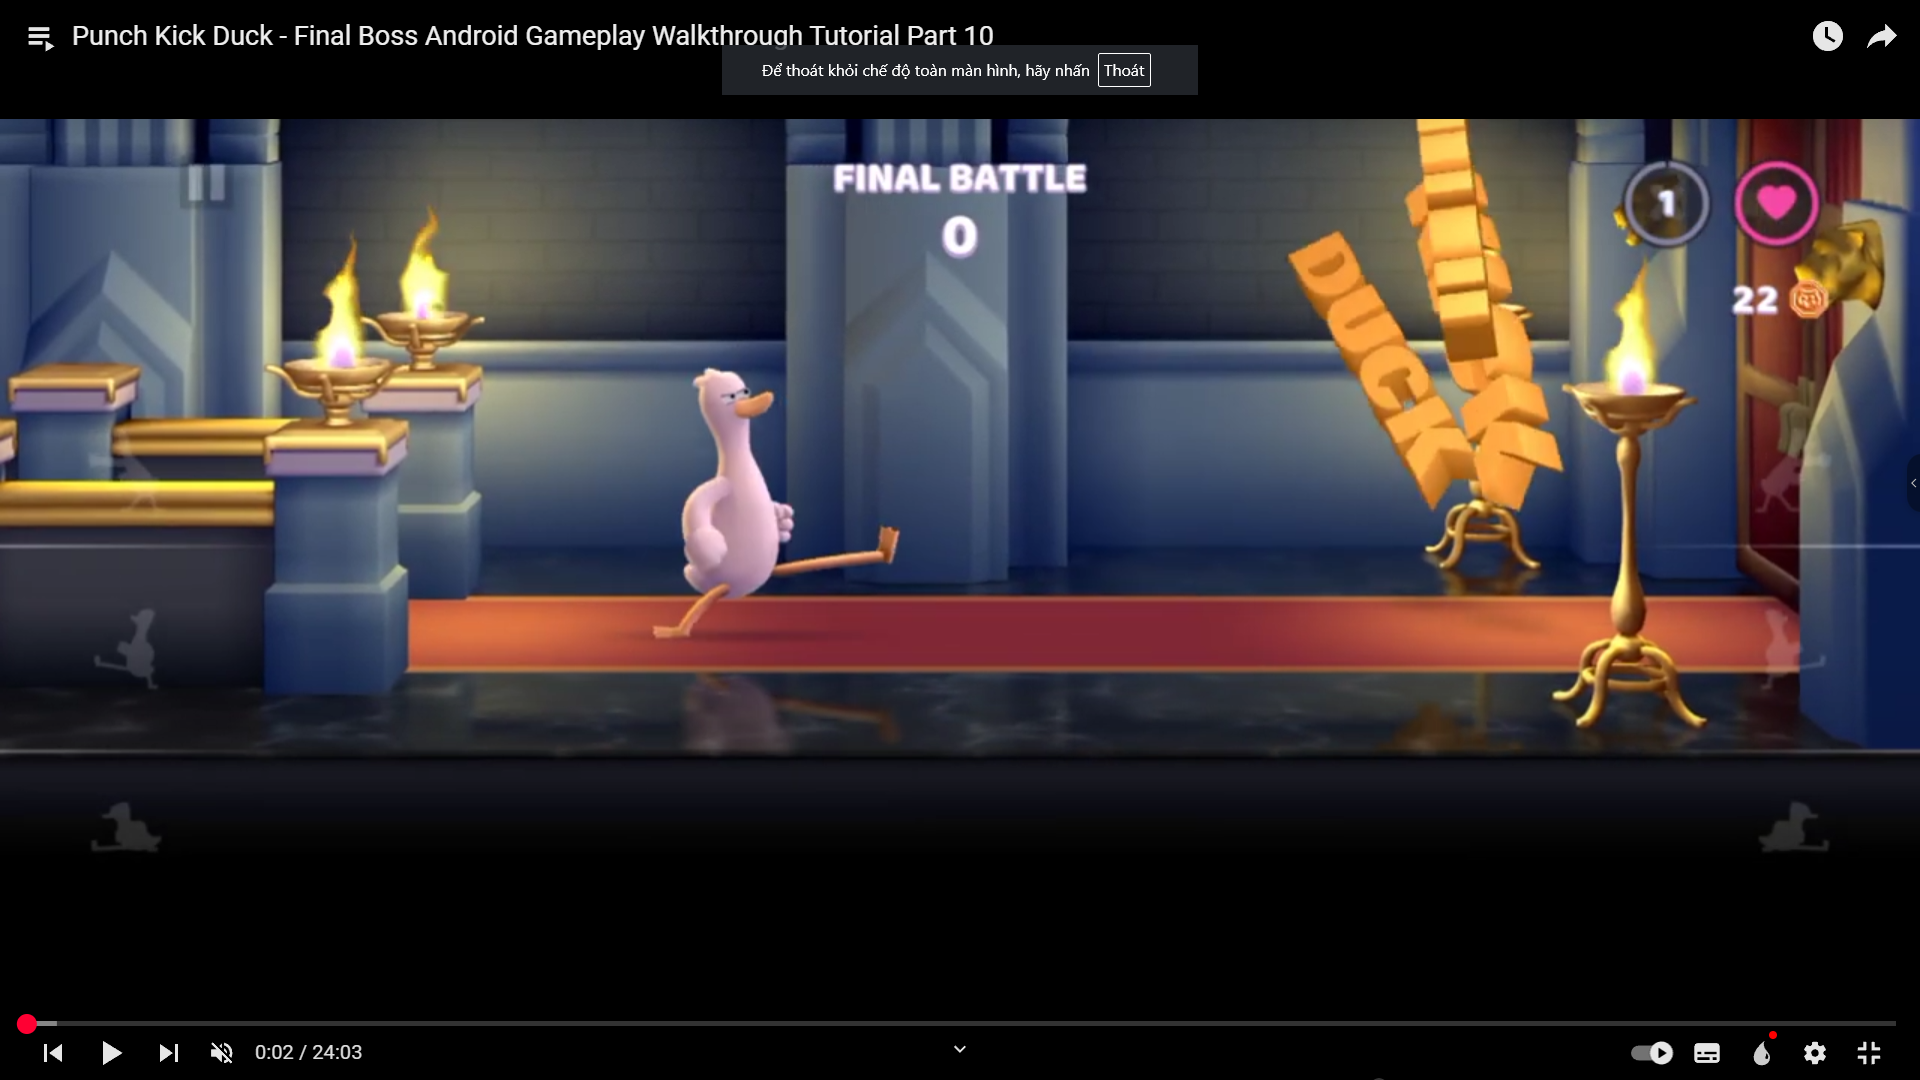 Punch Kick Duck - Final Boss Android Gameplay Walkthrough Tutorial Part 10
Để thoát khỏi chế độ toàn màn hình, hãy nhấn Thoát
FINAL BATTLE
0
1
22
DUCK
0:02 / 24:03